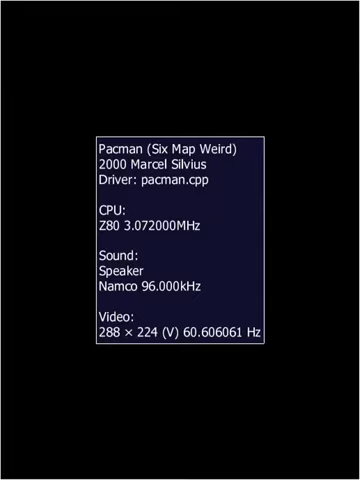 Pacman (Six Map Weird)
2000 Marcel Silvius
Driver: pacman.cpp
CPU:
Z80 3.072000MHz
Sound:
Speaker
Namco 96.000kHz
Video:
288 × 224 (V) 60.606061 Hz